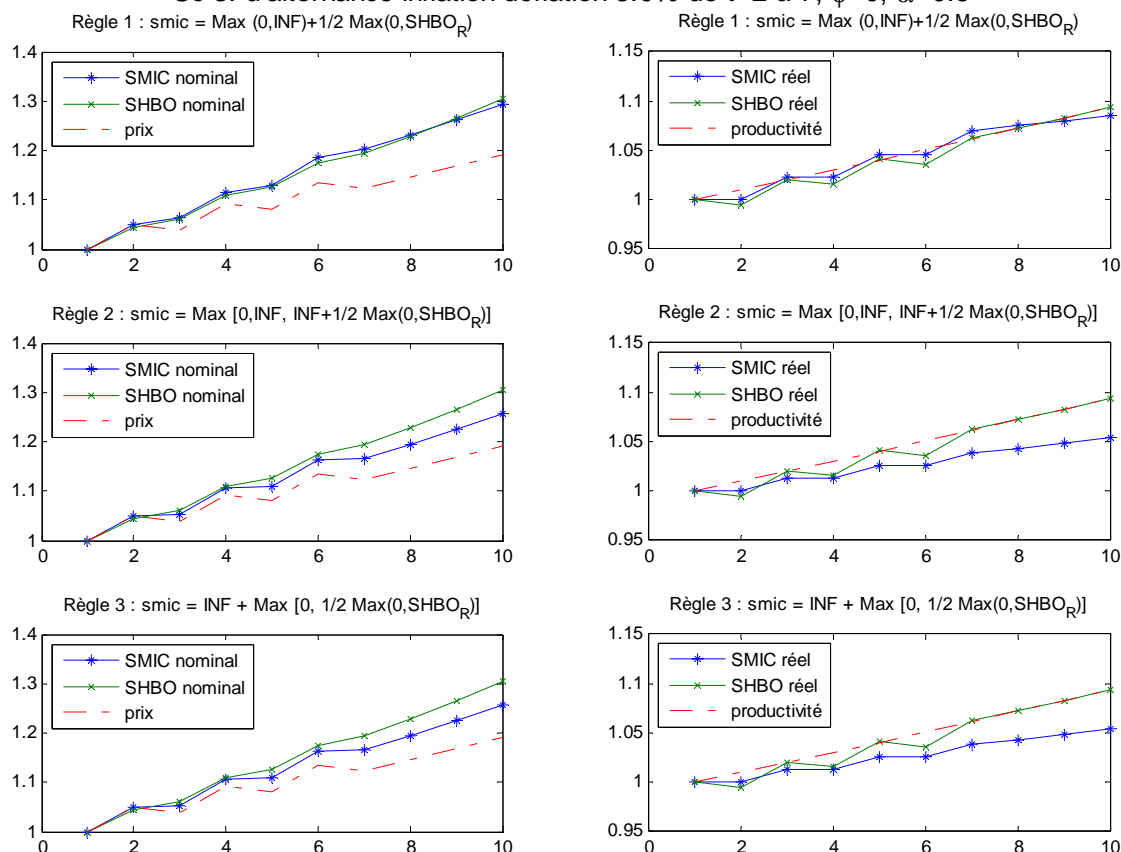 Règle 1 : smic = Max (0,INF)+1/2 Max(0,SHBO_R)
1.4
1.3
1.2
1.1
1
0 2 4 6 8 10
SMIC nominal
SHBO nominal
prix
Règle 1 : smic = Max (0,INF)+1/2 Max(0,SHBO_R)
1.15
1.1
1.05
1
0.95
0 2 4 6 8 10
SMIC réel
SHBO réel
productivité
Règle 2 : smic = Max [0,INF, INF+1/2 Max(0,SHBO_R)]
1.4
1.3
1.2
1.1
1
0 2 4 6 8 10
SMIC nominal
SHBO nominal
prix
Règle 2 : smic = Max [0,INF, INF+1/2 Max(0,SHBO_R)]
1.15
1.1
1.05
1
0.95
0 2 4 6 8 10
SMIC réel
SHBO réel
productivité
Règle 3 : smic = INF + Max [0, 1/2 Max(0,SHBO_R)]
1.4
1.3
1.2
1.1
1
0 2 4 6 8 10
SMIC nominal
SHBO nominal
prix
Règle 3 : smic = INF + Max [0, 1/2 Max(0,SHBO_R)]
1.15
1.1
1.05
1
0.95
0 2 4 6 8 10
SMIC réel
SHBO réel
productivité